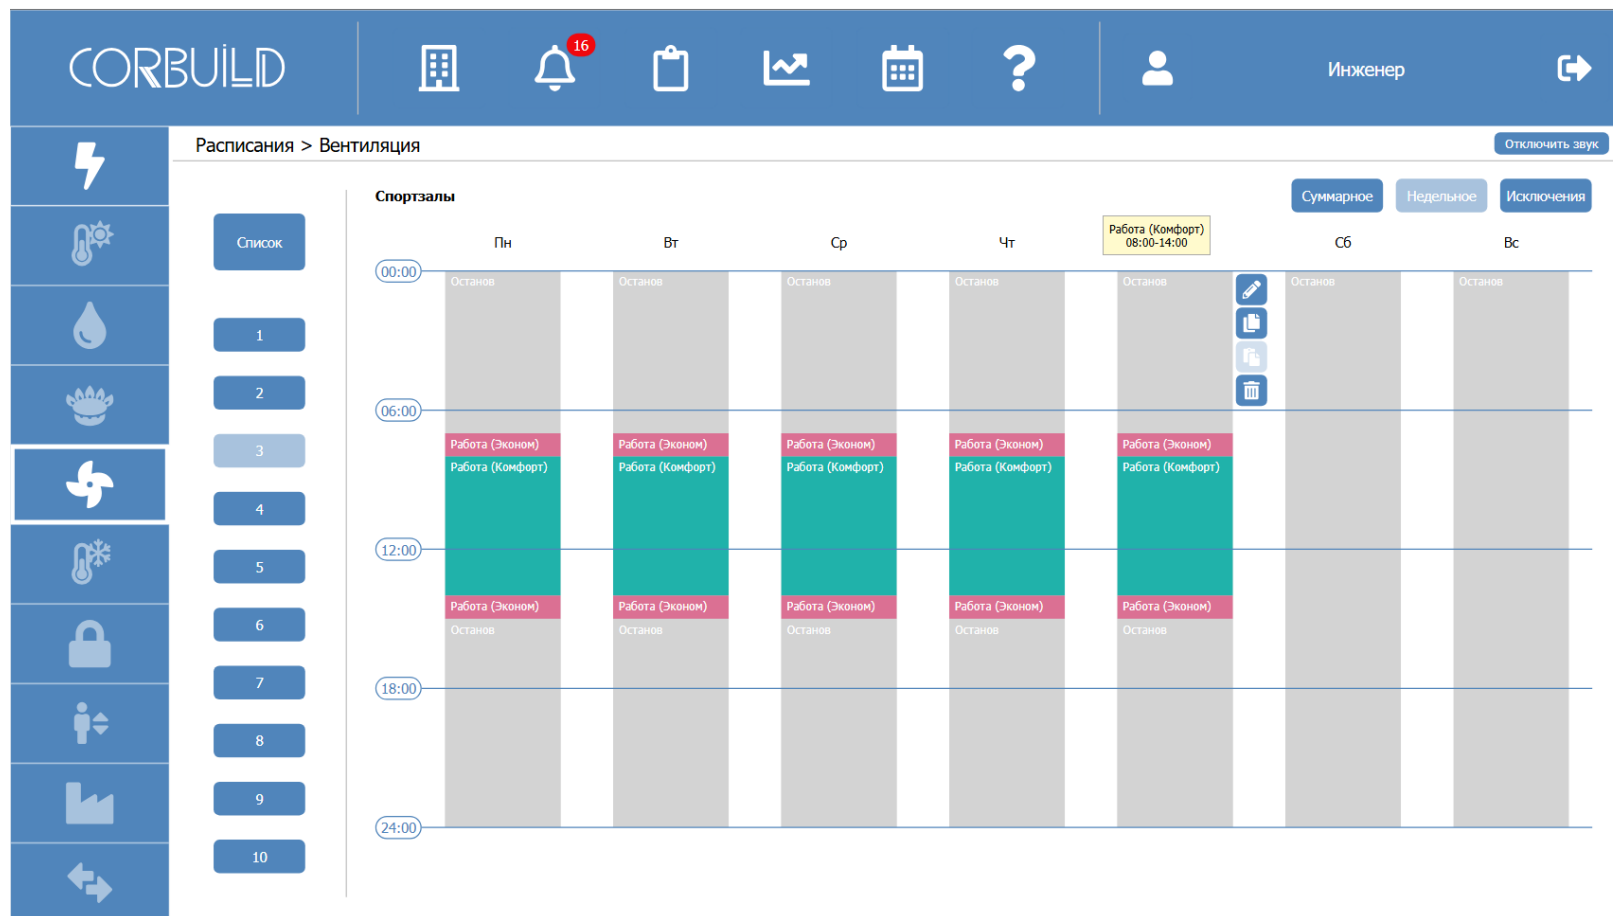 CORBUILD
16
Инженер
Расписания > Вентиляция
Отключить звук
Спортзалы
Суммарное
Недельное
Исключения
Список
1
2
3
4
5
6
7
8
9
10
Пн
Вт
Ср
Чт
Работа (Комфорт)
08:00-14:00
Сб
Вс
00:00
Останов
Останов
Останов
Останов
Останов
Останов
Останов
06:00
Работа (Эконом)
Работа (Эконом)
Работа (Эконом)
Работа (Эконом)
Работа (Эконом)
Работа (Комфорт)
Работа (Комфорт)
Работа (Комфорт)
Работа (Комфорт)
Работа (Комфорт)
12:00
Работа (Эконом)
Работа (Эконом)
Работа (Эконом)
Работа (Эконом)
Работа (Эконом)
Останов
Останов
Останов
Останов
Останов
18:00
24:00